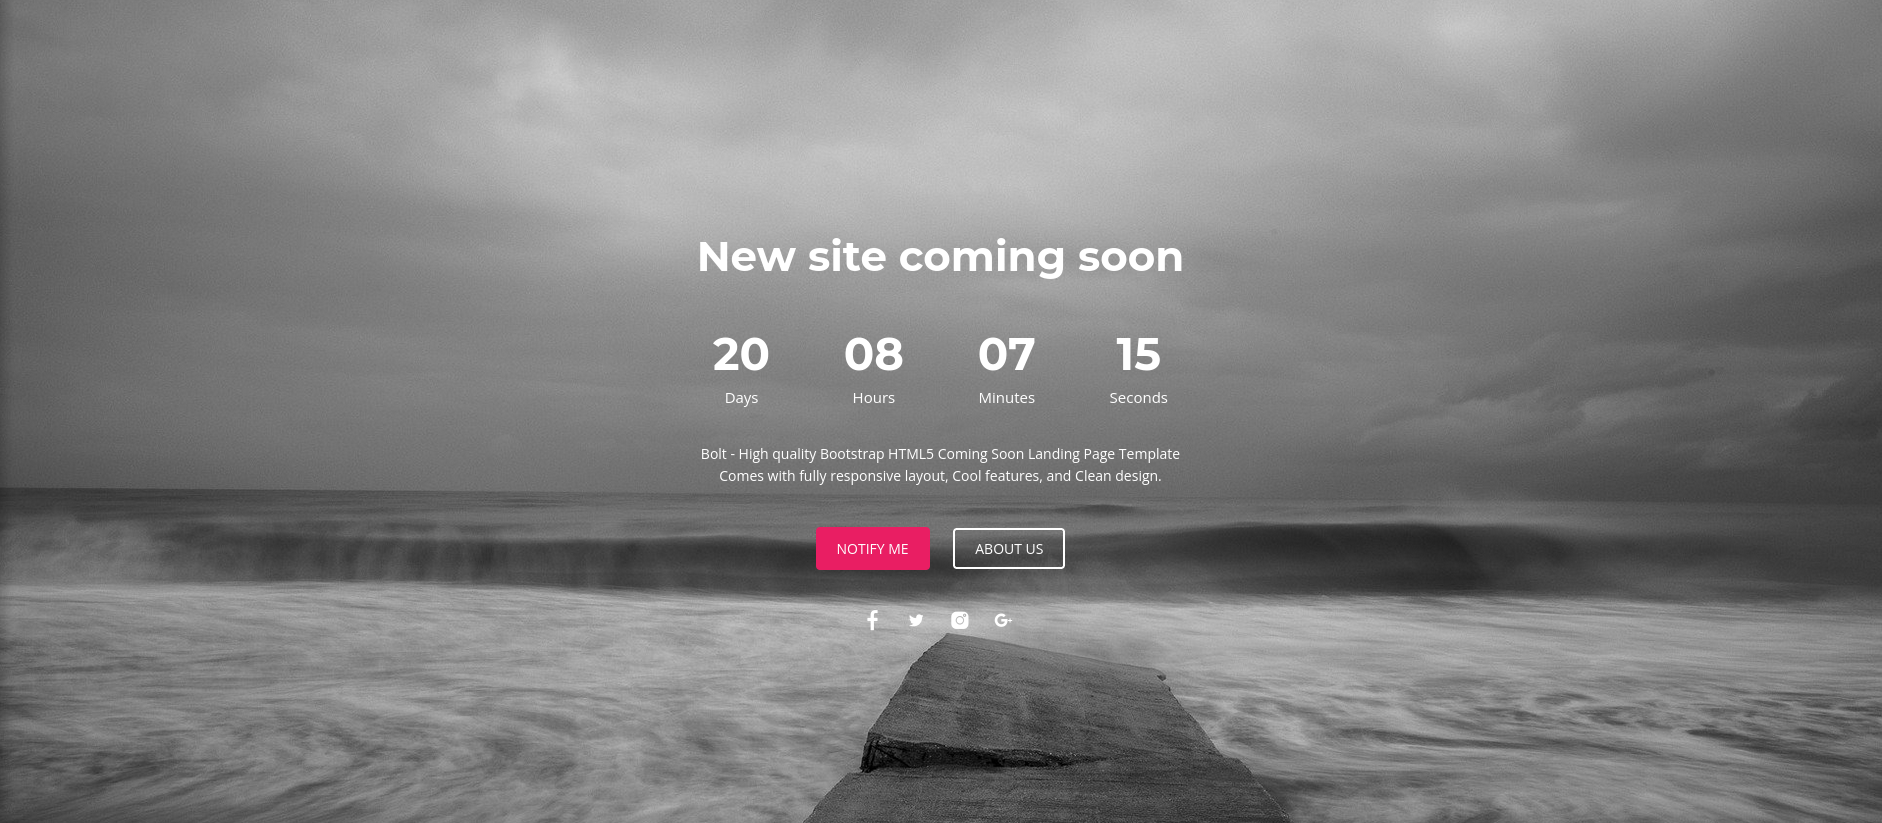 New site coming soon
20 08 07 15
Days Hours Minutes Seconds
Bolt - High quality Bootstrap HTML5 Coming Soon Landing Page Template
Comes with fully responsive layout, Cool features, and Clean design.
NOTIFY ME ABOUT US